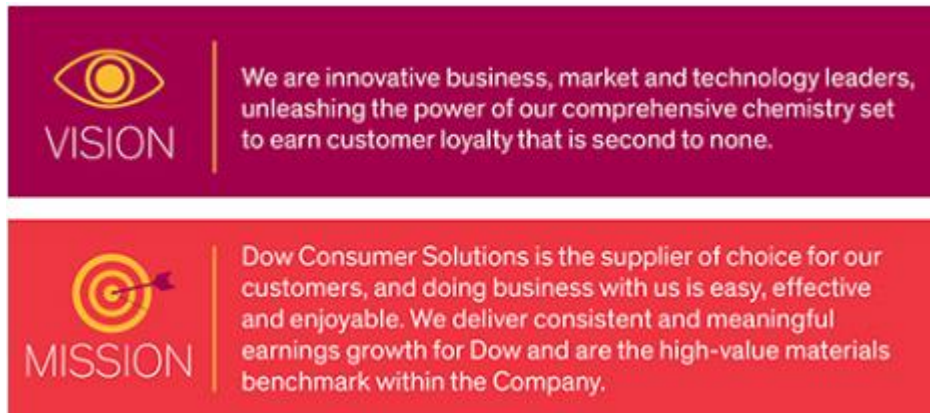 VISION
We are innovative business, market and technology leaders,
unleashing the power of our comprehensive chemistry set
to earn customer loyalty that is second to none.
MISSION
Dow Consumer Solutions is the supplier of choice for our
customers, and doing business with us is easy, effective
and enjoyable. We deliver consistent and meaningful
earnings growth for Dow and are the high-value materials
benchmark within the Company.